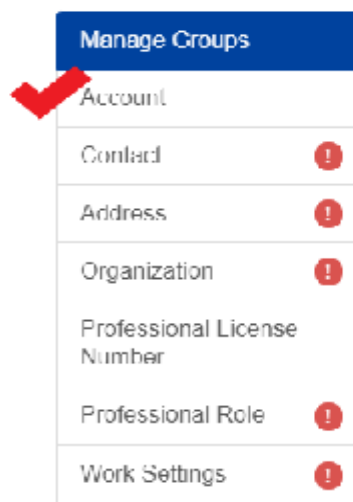 Manage Groups
Account
Contact
Address
Organization
Professional License
Number
Professional Role
Work Settings